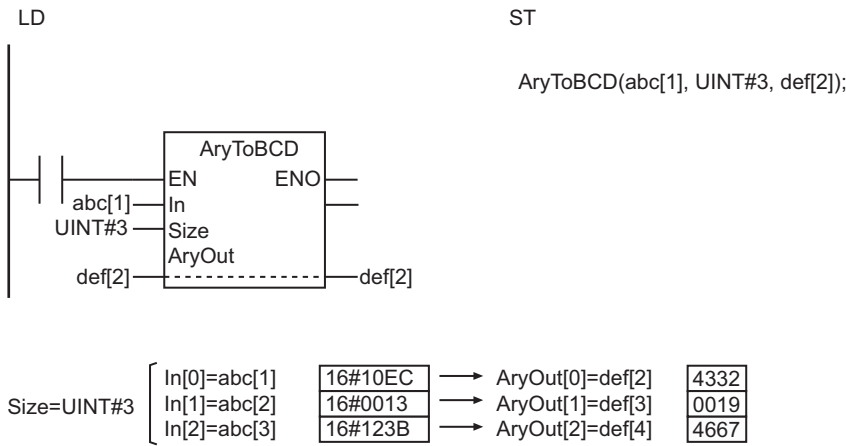 LD
ST
AryToBCD(abc[1], UINT#3, def[2]);
AryToBCD
EN ENO
abc[1] In
UINT#3 Size
AryOut
def[2] def[2]
In[0]=abc[1] 16#10EC AryOut[0]=def[2] 4332
Size=UINT#3 In[1]=abc[2] 16#0013 AryOut[1]=def[3] 0019
In[2]=abc[3] 16#123B AryOut[2]=def[4] 4667